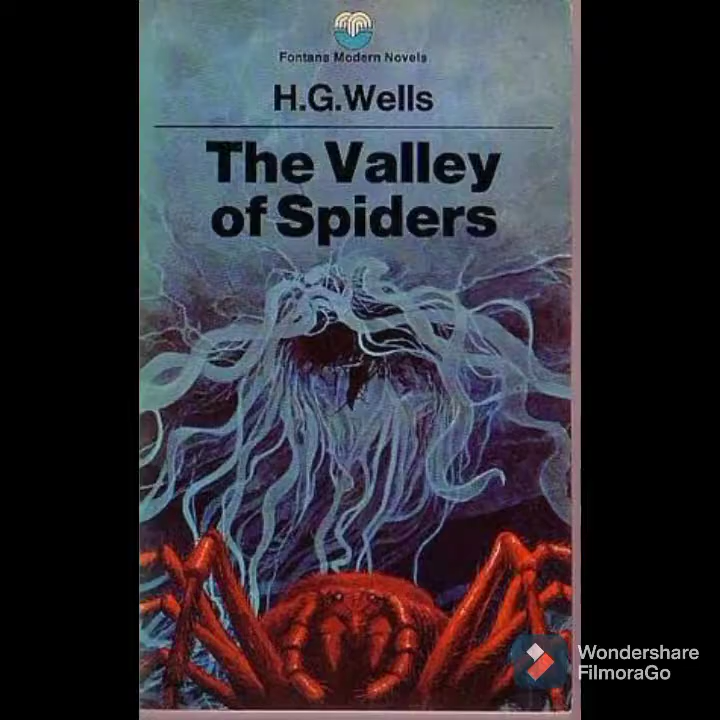 Fontana Modern Novels
H.G.Wells
The Valley
of Spiders
Wondershare
FilmoraGo